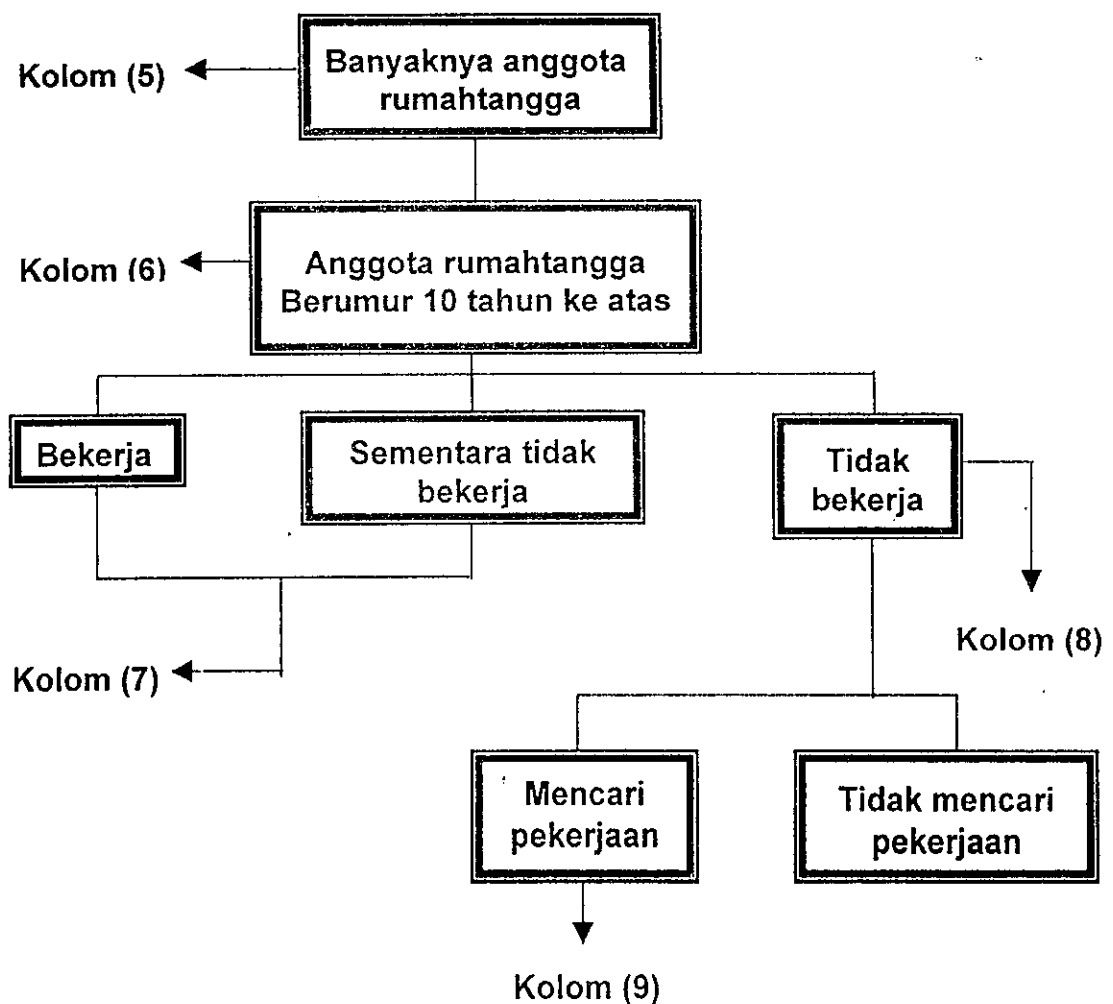 Banyaknya anggota
rumahtangga
Kolom (5)
Anggota rumahtangga
Berumur 10 tahun ke atas
Kolom (6)
Bekerja
Sementara tidak
bekerja
Tidak
bekerja
Kolom (7)
Kolom (8)
Mencari
pekerjaan
Tidak mencari
pekerjaan
Kolom (9)